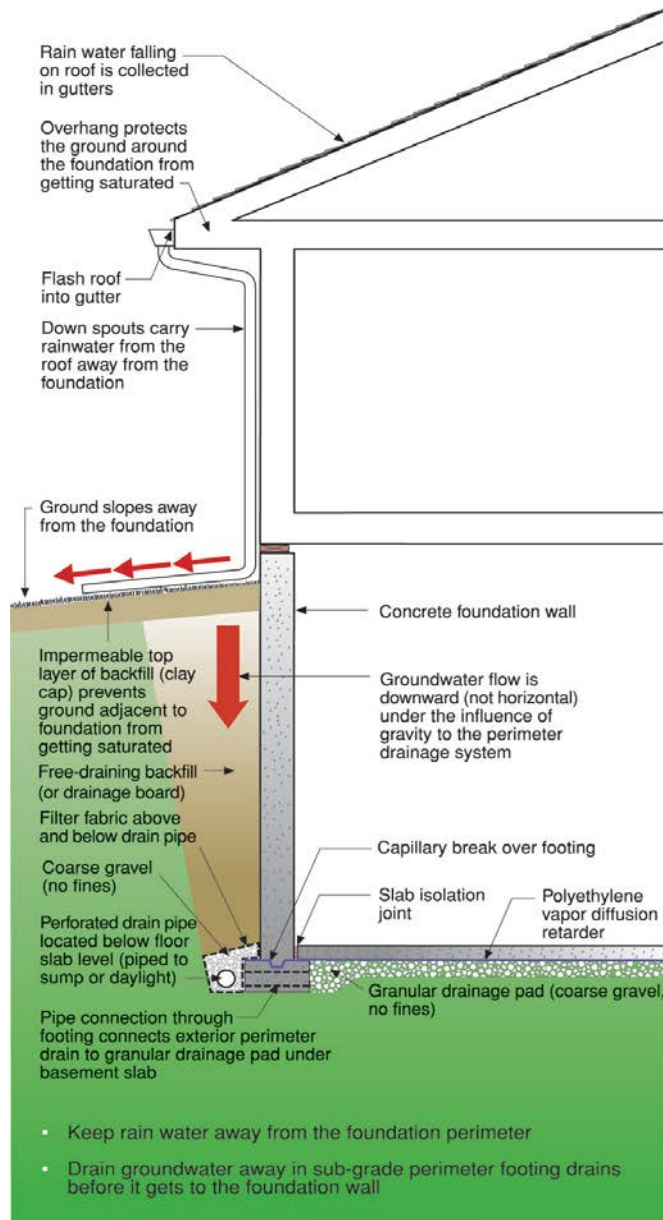 Rain water falling
on roof is collected
in gutters
Overhang protects
the ground around
the foundation from
getting saturated
Flash roof
into gutter
Down spouts carry
rainwater from the
roof away from the
foundation
Ground slopes away
from the foundation
Concrete foundation wall
Impermeable top
layer of backfill (clay
cap) prevents
ground adjacent to
foundation from
getting saturated
Groundwater flow is
downward (not horizontal)
under the influence of
gravity to the perimeter
drainage system
Free-draining backfill
(or drainage board)
Filter fabric above
and below drain pipe
Capillary break over footing
Coarse gravel
(no fines)
Slab isolation
joint
Polyethylene
vapor diffusion
retarder
Perforated drain pipe
located below floor
slab level (piped to
sump or daylight)
Granular drainage pad (coarse gravel,
no fines)
Pipe connection through
footing connects exterior perimeter
drain to granular drainage pad under
basement slab
• Keep rain water away from the foundation perimeter
• Drain groundwater away in sub-grade perimeter footing drains
before it gets to the foundation wall